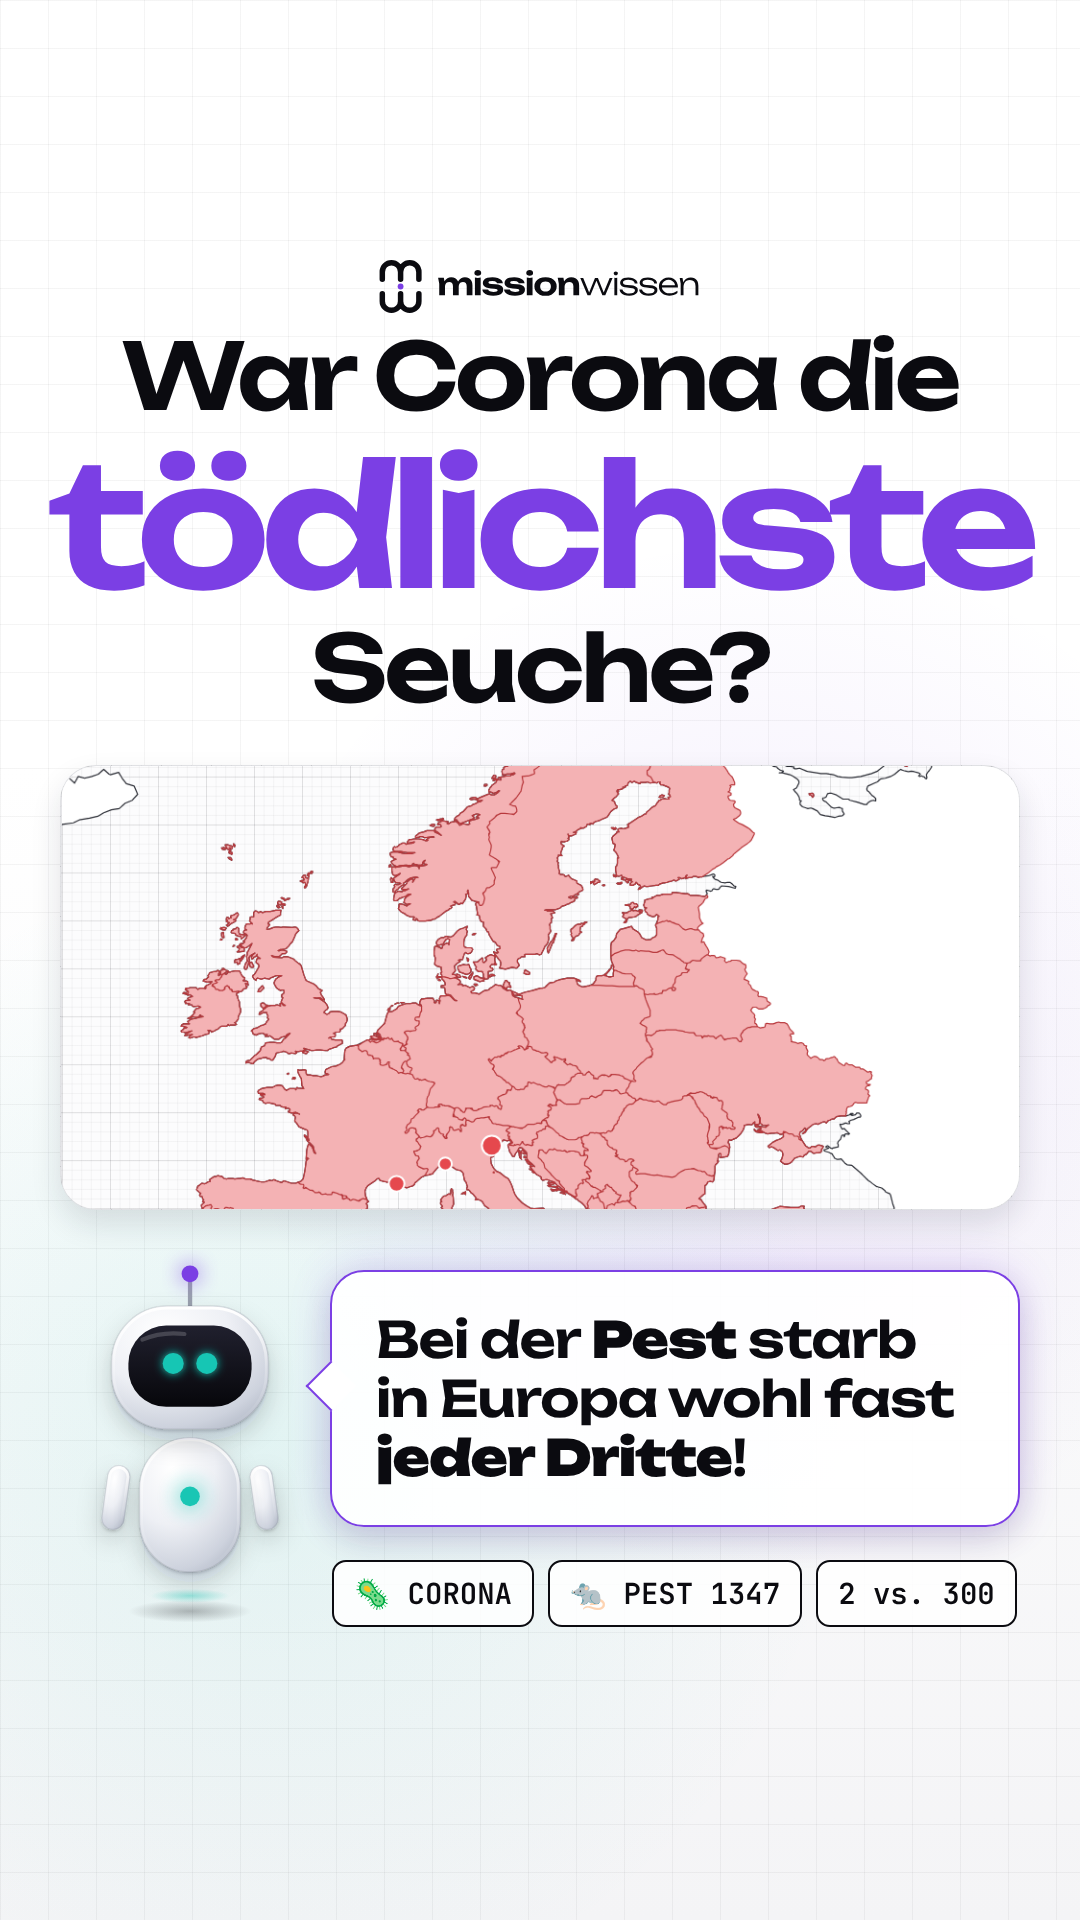 missionwissen
War Corona die
tödlichste
Seuche?
Bei der Pest starb
in Europa wohl fast
jeder Dritte!
CORONA
PEST 1347
2 vs. 300